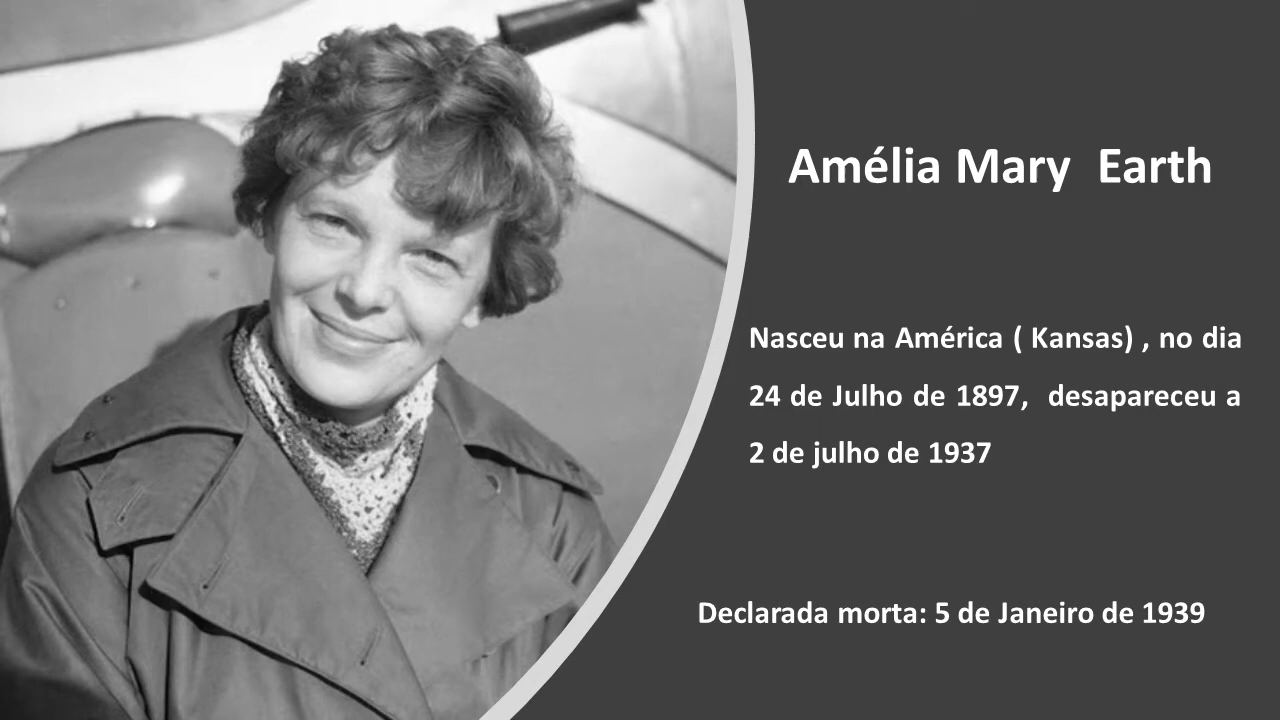 Amélia Mary  Earth
Nasceu na América ( Kansas) , no dia
24 de Julho de 1897,  desapareceu a
2 de julho de 1937
Declarada morta: 5 de Janeiro de 1939